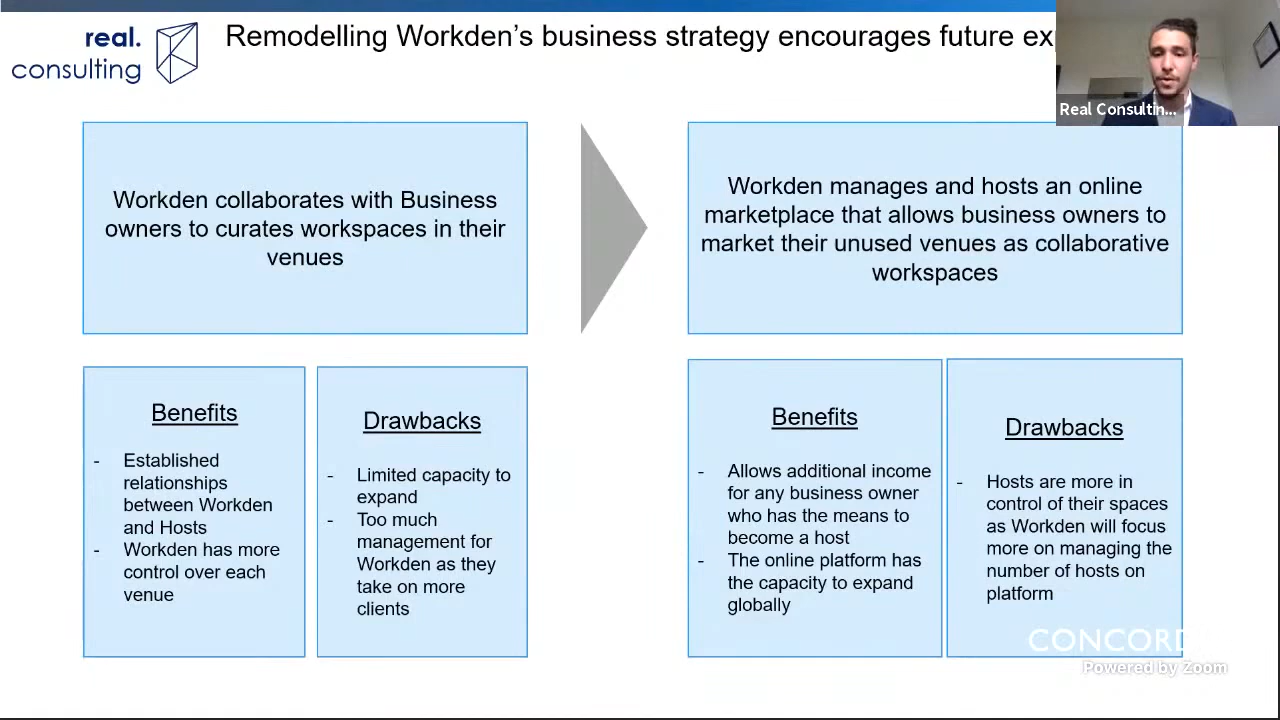 real.
consulting
Remodelling Workden's business strategy encourages future
Real Consultin...
Workden collaborates with Business
owners to curates workspaces in their
venues
Workden manages and hosts an online
marketplace that allows business owners to
market their unused venues as collaborative
workspaces
Benefits
- Established
relationships
between Workden
and Hosts
- Workden has more
control over each
venue
Drawbacks
- Limited capacity to
expand
- Too much
management for
Workden as they
take on more
clients
Benefits
- Allows additional income
for any business owner
who has the means to
become a host
- The online platform has
the capacity to expand
globally
Drawbacks
- Hosts are more in
control of their spaces
as Workden will focus
more on managing the
number of hosts on
platform
CONCORD
Powered by Zoom